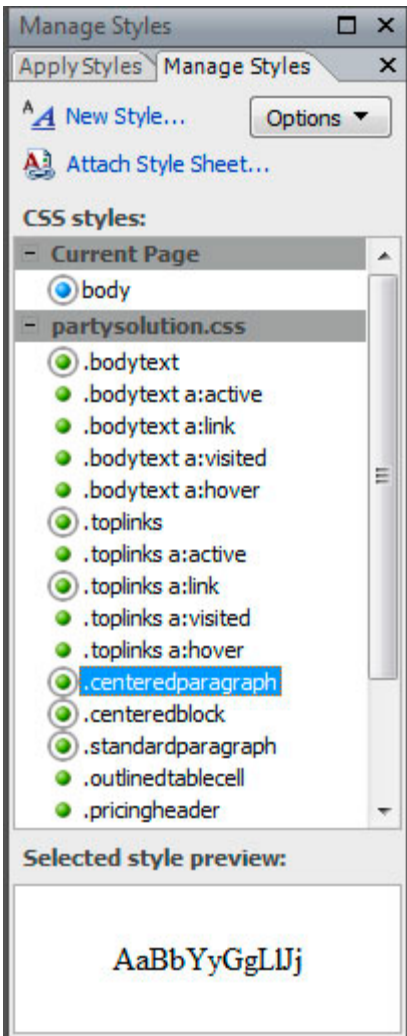 Manage Styles
Apply Styles Manage Styles
New Style... Options
Attach Style Sheet...
CSS styles:
Current Page
body
partysolution.css
.bodytext
.bodytext a:active
.bodytext a:link
.bodytext a:visited
.bodytext a:hover
.toplinks
.toplinks a:active
.toplinks a:link
.toplinks a:visited
.toplinks a:hover
.centeredparagraph
.centeredblock
.standardparagraph
.outlinedtablecell
.pricingheader
Selected style preview:
AaBbYyGgLlJj